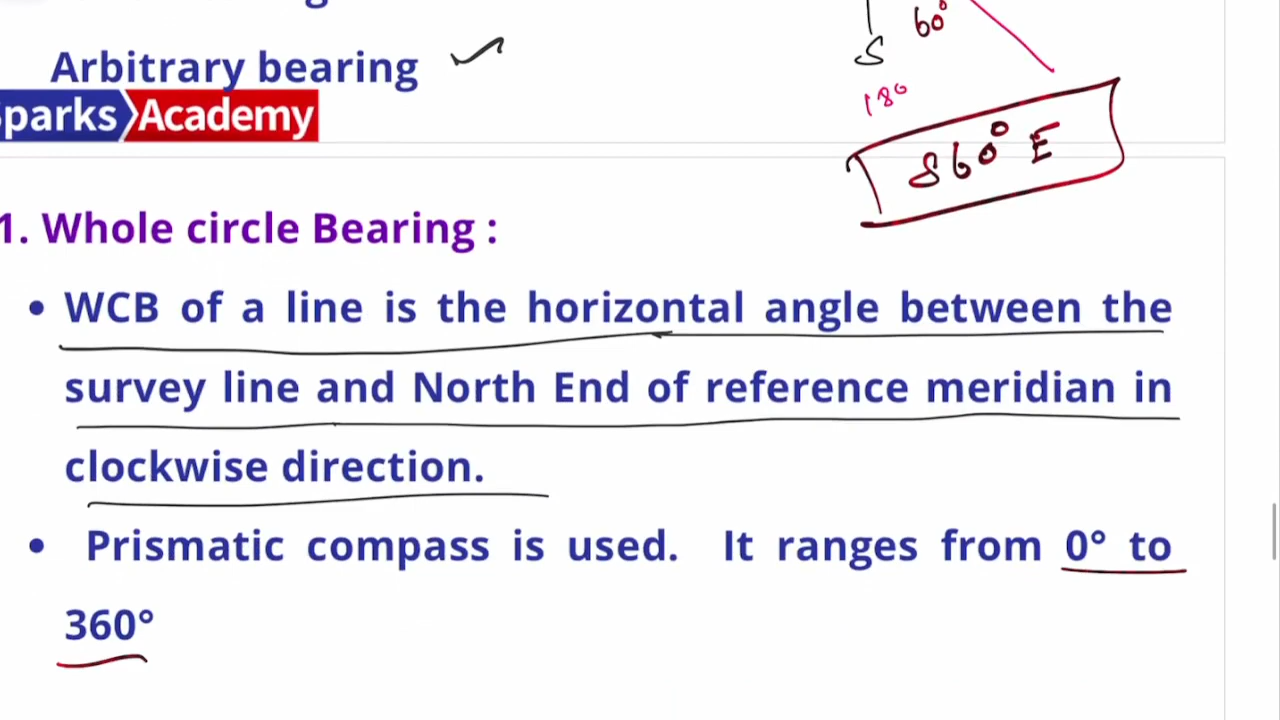 Arbitrary bearing
S
60°
180
parks Academy
S60° E
1. Whole circle Bearing :
• WCB of a line is the horizontal angle between the
survey line and North End of reference meridian in
clockwise direction.
• Prismatic compass is used. It ranges from 0° to
360°